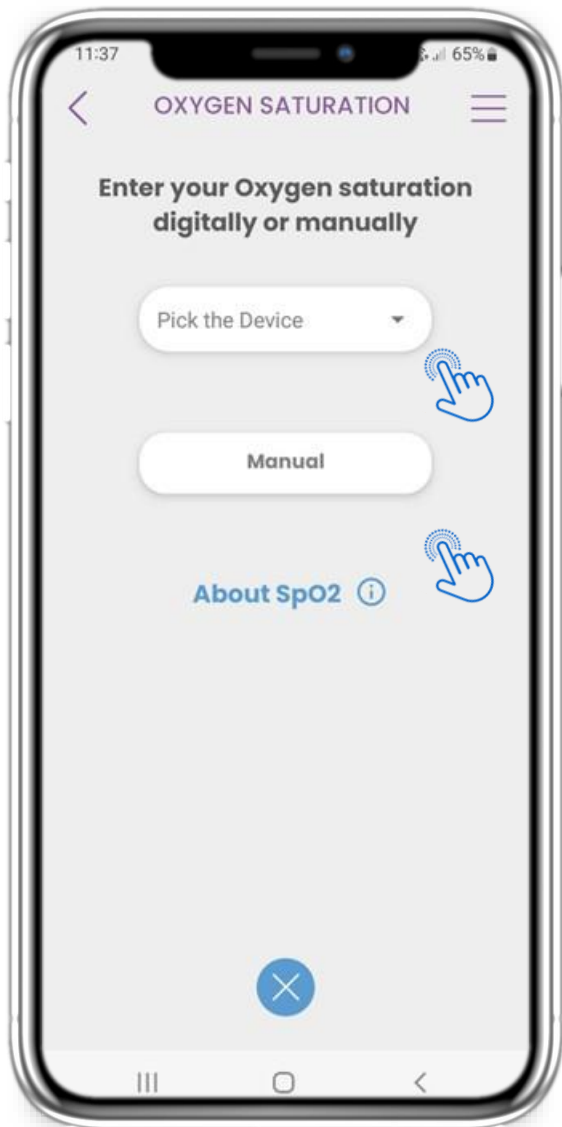 11:37 65%
OXYGEN SATURATION
Enter your Oxygen saturation
digitally or manually
Pick the Device
Manual
About SpO2